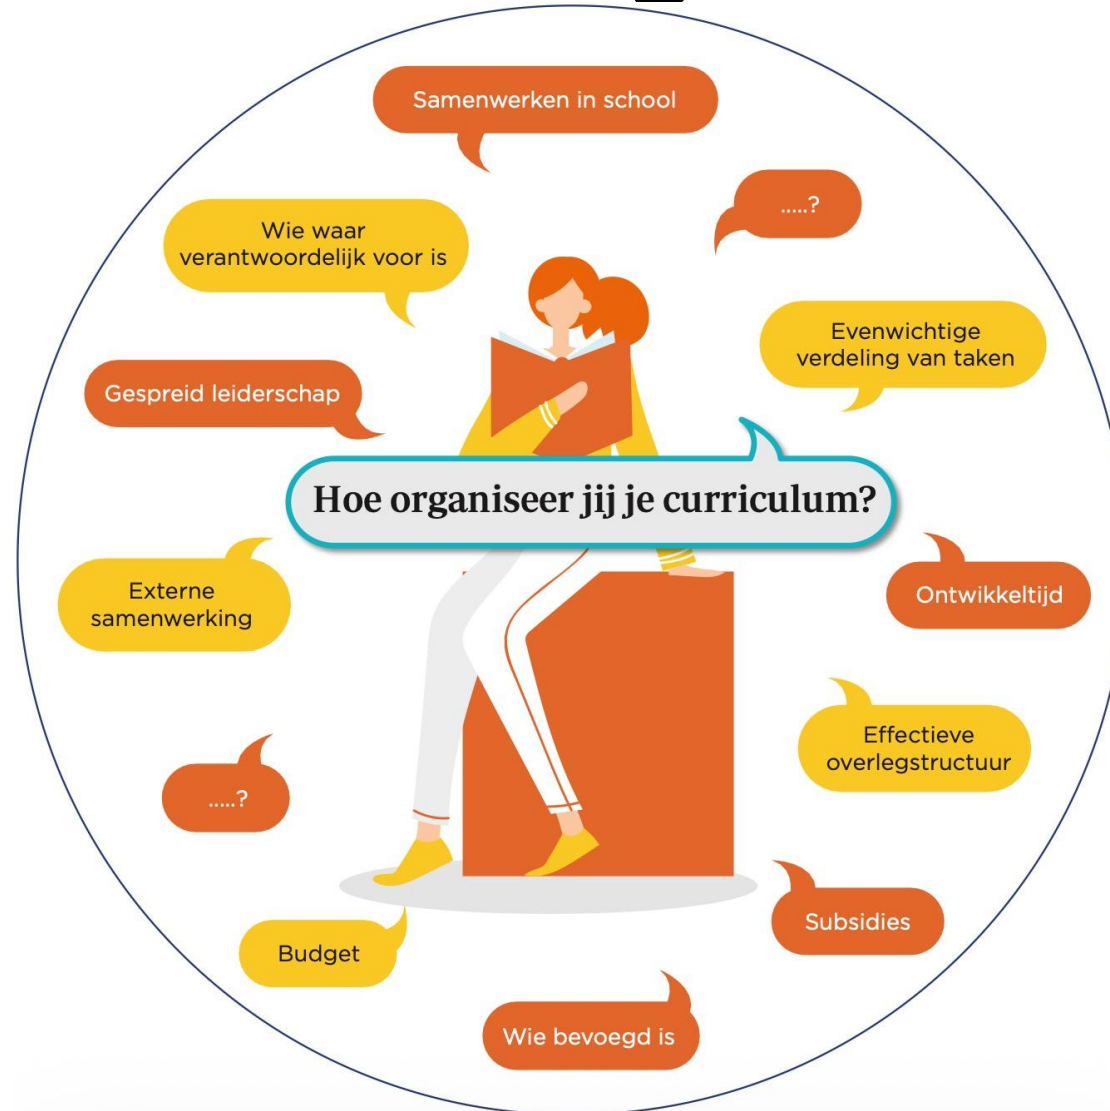 Samenwerken in school
.....?
Wie waar
verantwoordelijk voor is
Evenwichtige
verdeling van taken
Gespreid leiderschap
Hoe organiseer jij je curriculum?
Externe
samenwerking
Ontwikkeltijd
Effectieve
overlegstructuur
.....?
Subsidies
Budget
Wie bevoegd is